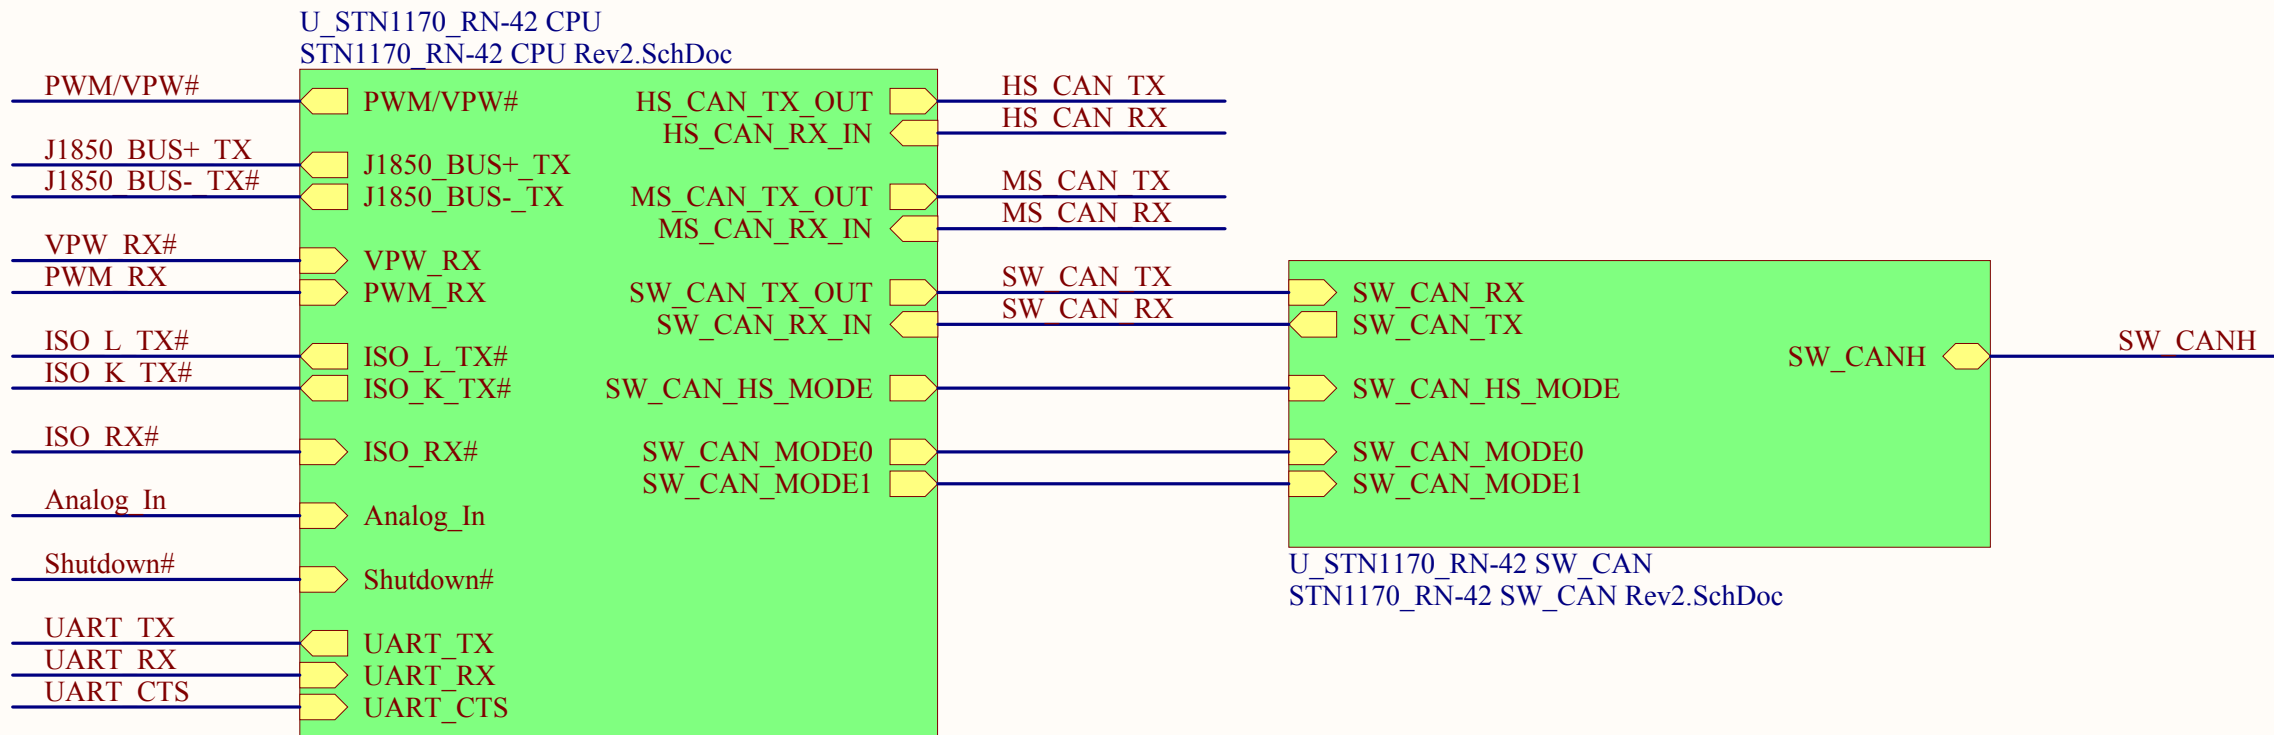 U_STN1170_RN-42 CPU
STN1170_RN-42 CPU Rev2.SchDoc
PWM/VPW#
J1850_BUS+_TX
J1850_BUS-_TX#
VPW_RX#
PWM_RX
ISO_L_TX#
ISO_K_TX#
ISO_RX#
Analog_In
Shutdown#
UART_TX
UART_RX
UART_CTS
PWM/VPW#
J1850_BUS+_TX
J1850_BUS-_TX
VPW_RX
PWM_RX
ISO_L_TX#
ISO_K_TX#
ISO_RX#
Analog_In
Shutdown#
UART_TX
UART_RX
UART_CTS
HS_CAN_TX_OUT
HS_CAN_RX_IN
MS_CAN_TX_OUT
MS_CAN_RX_IN
SW_CAN_TX_OUT
SW_CAN_RX_IN
SW_CAN_HS_MODE
SW_CAN_MODE0
SW_CAN_MODE1
HS_CAN_TX
HS_CAN_RX
MS_CAN_TX
MS_CAN_RX
SW_CAN_TX
SW_CAN_RX
SW_CAN_RX
SW_CAN_TX
SW_CAN_HS_MODE
SW_CAN_MODE0
SW_CAN_MODE1
SW_CANH
SW_CANH
U_STN1170_RN-42 SW_CAN
STN1170_RN-42 SW_CAN Rev2.SchDoc